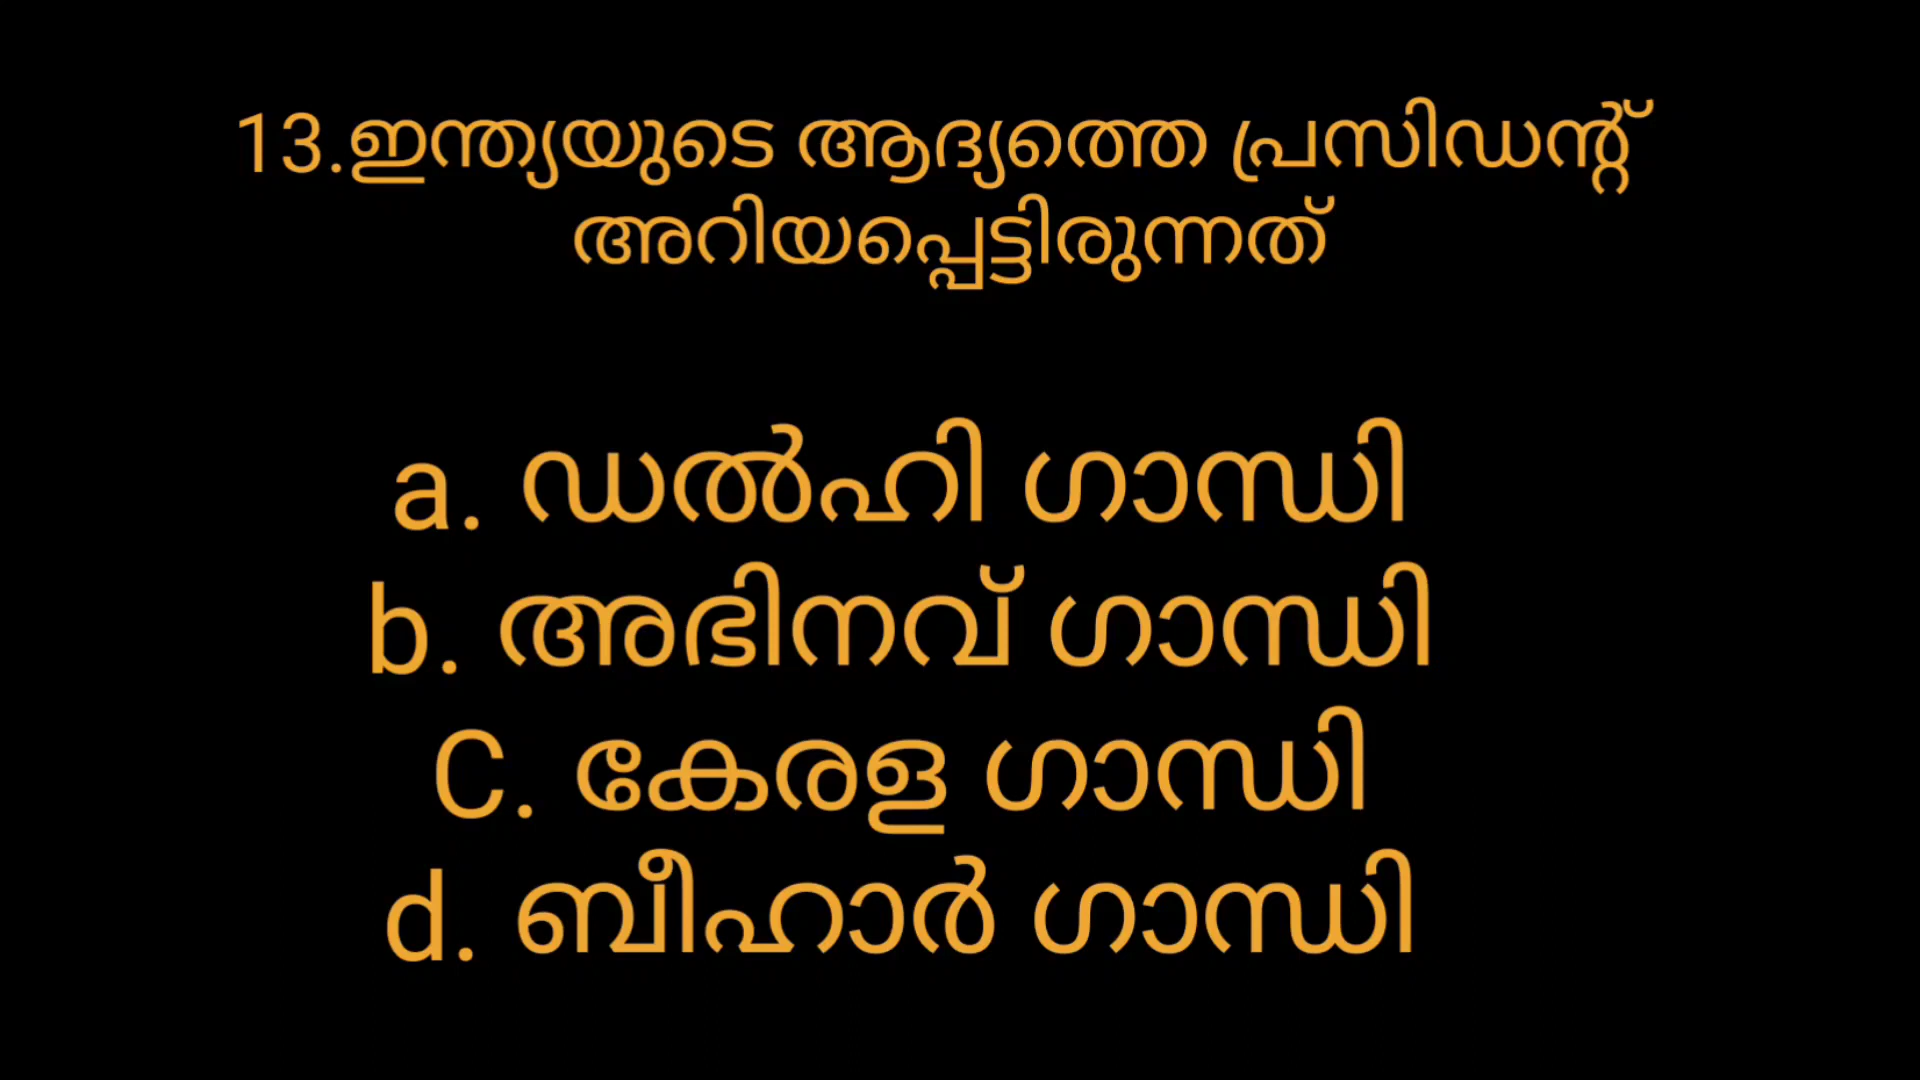 13.ഇന്ത്യയുടെ ആദ്യത്തെ പ്രസിഡന്റ്
അറിയപ്പെട്ടിരുന്നത്
a. ഡൽഹി ഗാന്ധി
b. അഭിനവ് ഗാന്ധി
C. കേരള ഗാന്ധി
d. ബീഹാർ ഗാന്ധി